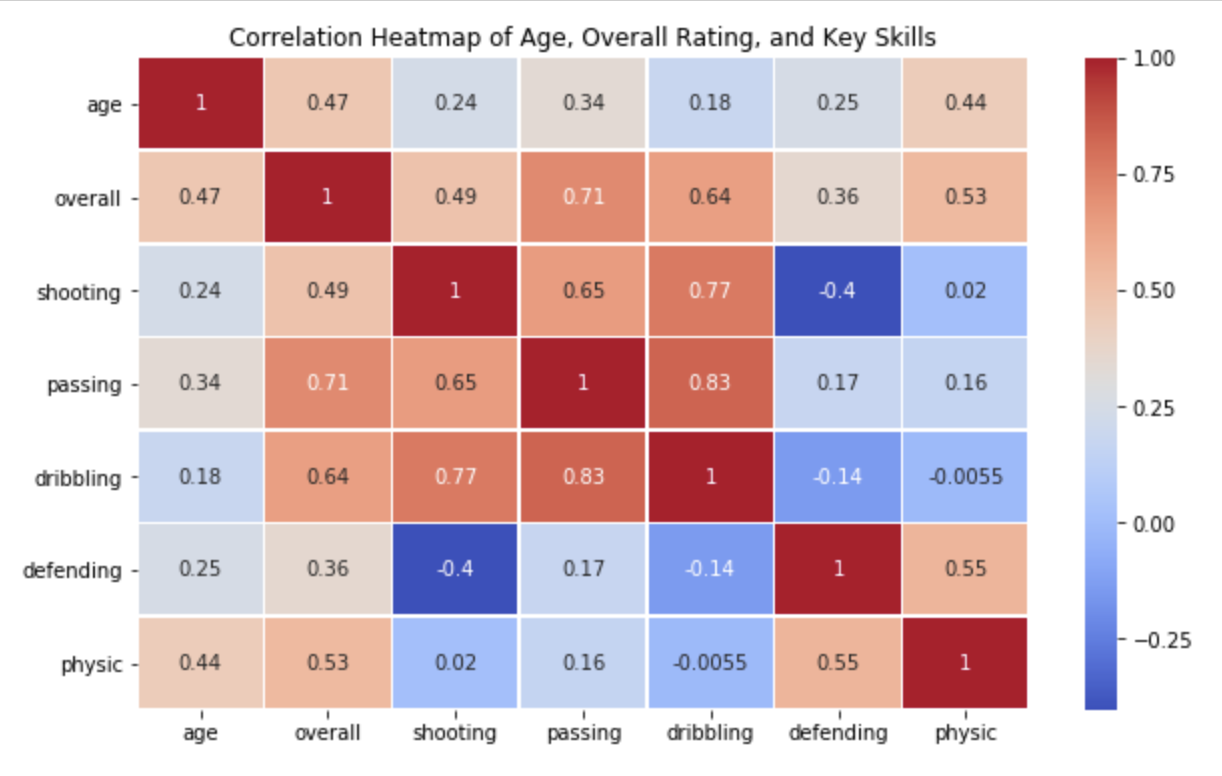 Correlation Heatmap of Age, Overall Rating, and Key Skills
age 1 0.47 0.24 0.34 0.18 0.25 0.44
overall 0.47 1 0.49 0.71 0.64 0.36 0.53
shooting 0.24 0.49 1 0.65 0.77 -0.4 0.02
passing 0.34 0.71 0.65 1 0.83 0.17 0.16
dribbling 0.18 0.64 0.77 0.83 1 -0.14 -0.0055
defending 0.25 0.36 -0.4 0.17 -0.14 1 0.55
physic 0.44 0.53 0.02 0.16 -0.0055 0.55 1
age overall shooting passing dribbling defending physic
1.00
0.75
0.50
0.25
0.00
−0.25